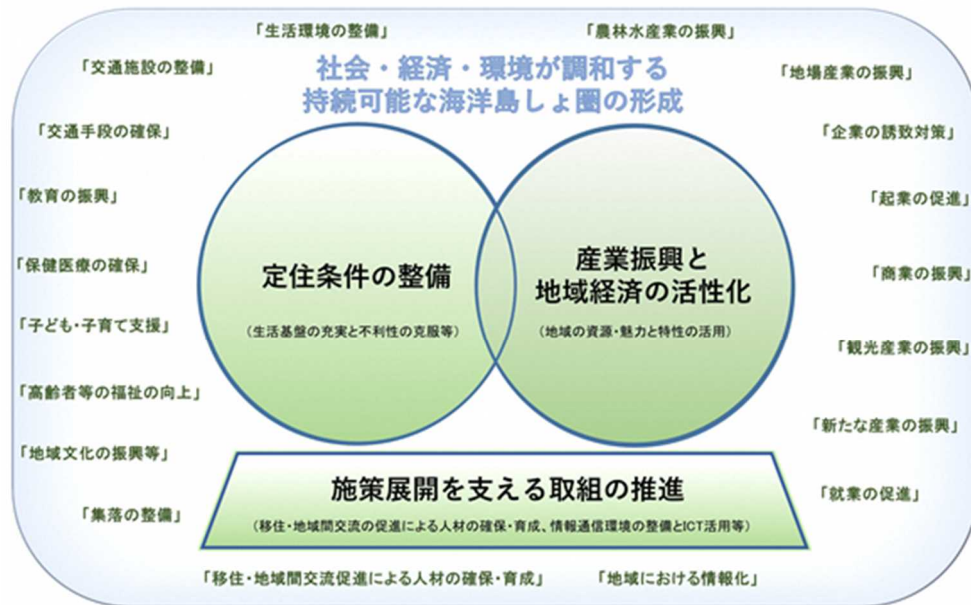 「生活環境の整備」
「農林水産業の振興」
「交通施設の整備」
社会・経済・環境が調和する
持続可能な海洋島しょ圏の形成
「地場産業の振興」
「交通手段の確保」
「企業の誘致対策」
「教育の振興」
「起業の促進」
「保健医療の確保」
定住条件の整備
(生活基盤の充実と不利性の克服等)
産業振興と
地域経済の活性化
(地域の資源・魅力と特性の活用)
「商業の振興」
「子ども・子育て支援」
「観光産業の振興」
「高齢者等の福祉の向上」
「新たな産業の振興」
「地域文化の振興等」
「就業の促進」
「集落の整備」
施策展開を支える取組の推進
(移住・地域間交流の促進による人材の確保・育成、情報通信環境の整備とICT活用等)
「移住・地域間交流促進による人材の確保・育成」
「地域における情報化」